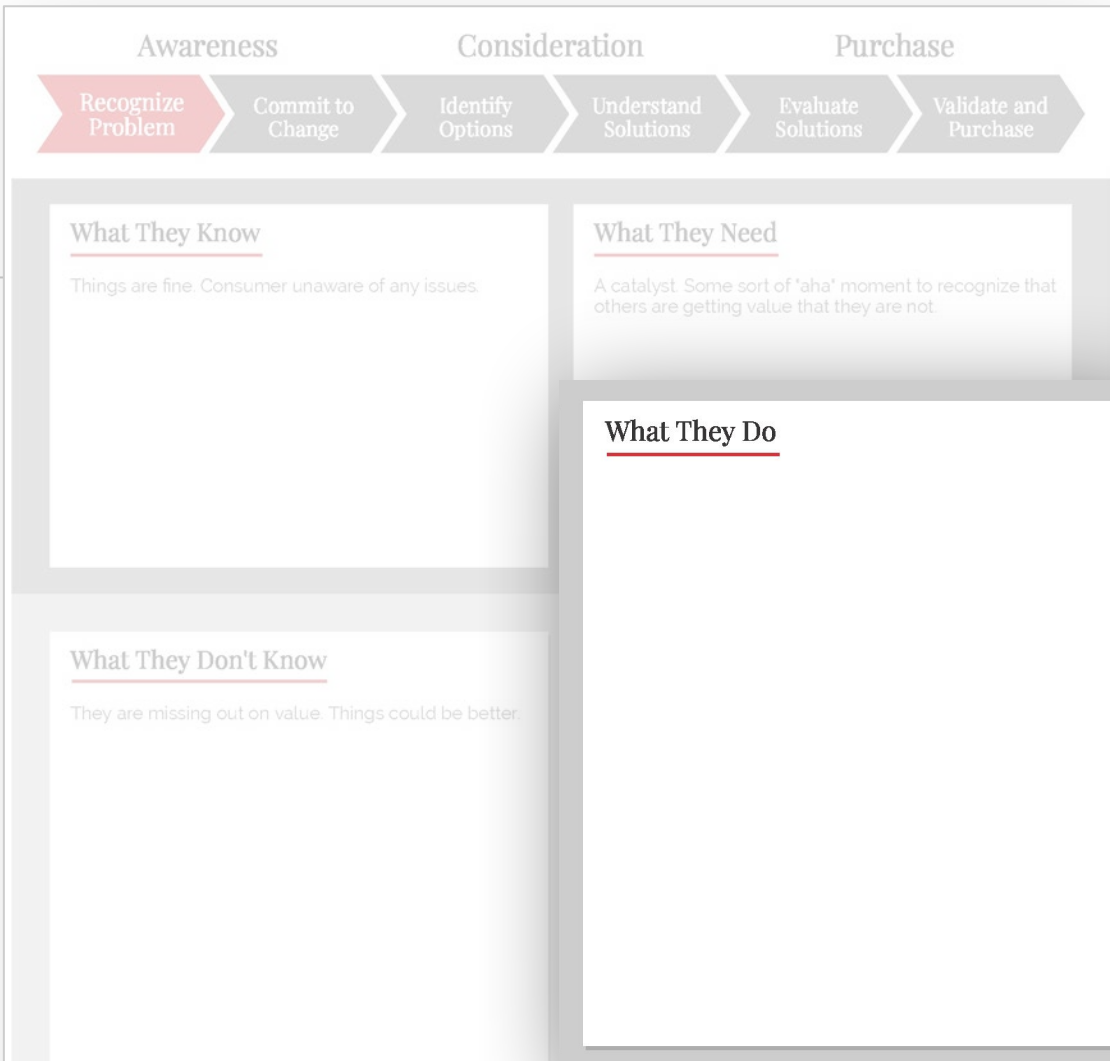 Awareness
Consideration
Purchase
Recognize
Problem
Commit to
Change
Identify
Options
Understand
Solutions
Evaluate
Solutions
Validate and
Purchase
What They Know
Things are fine. Consumer unaware of any issues.
What They Need
A catalyst. Some sort of "aha" moment to recognize that
others are getting value that they are not.
What They Do
What They Don't Know
They are missing out on value. Things could be better.